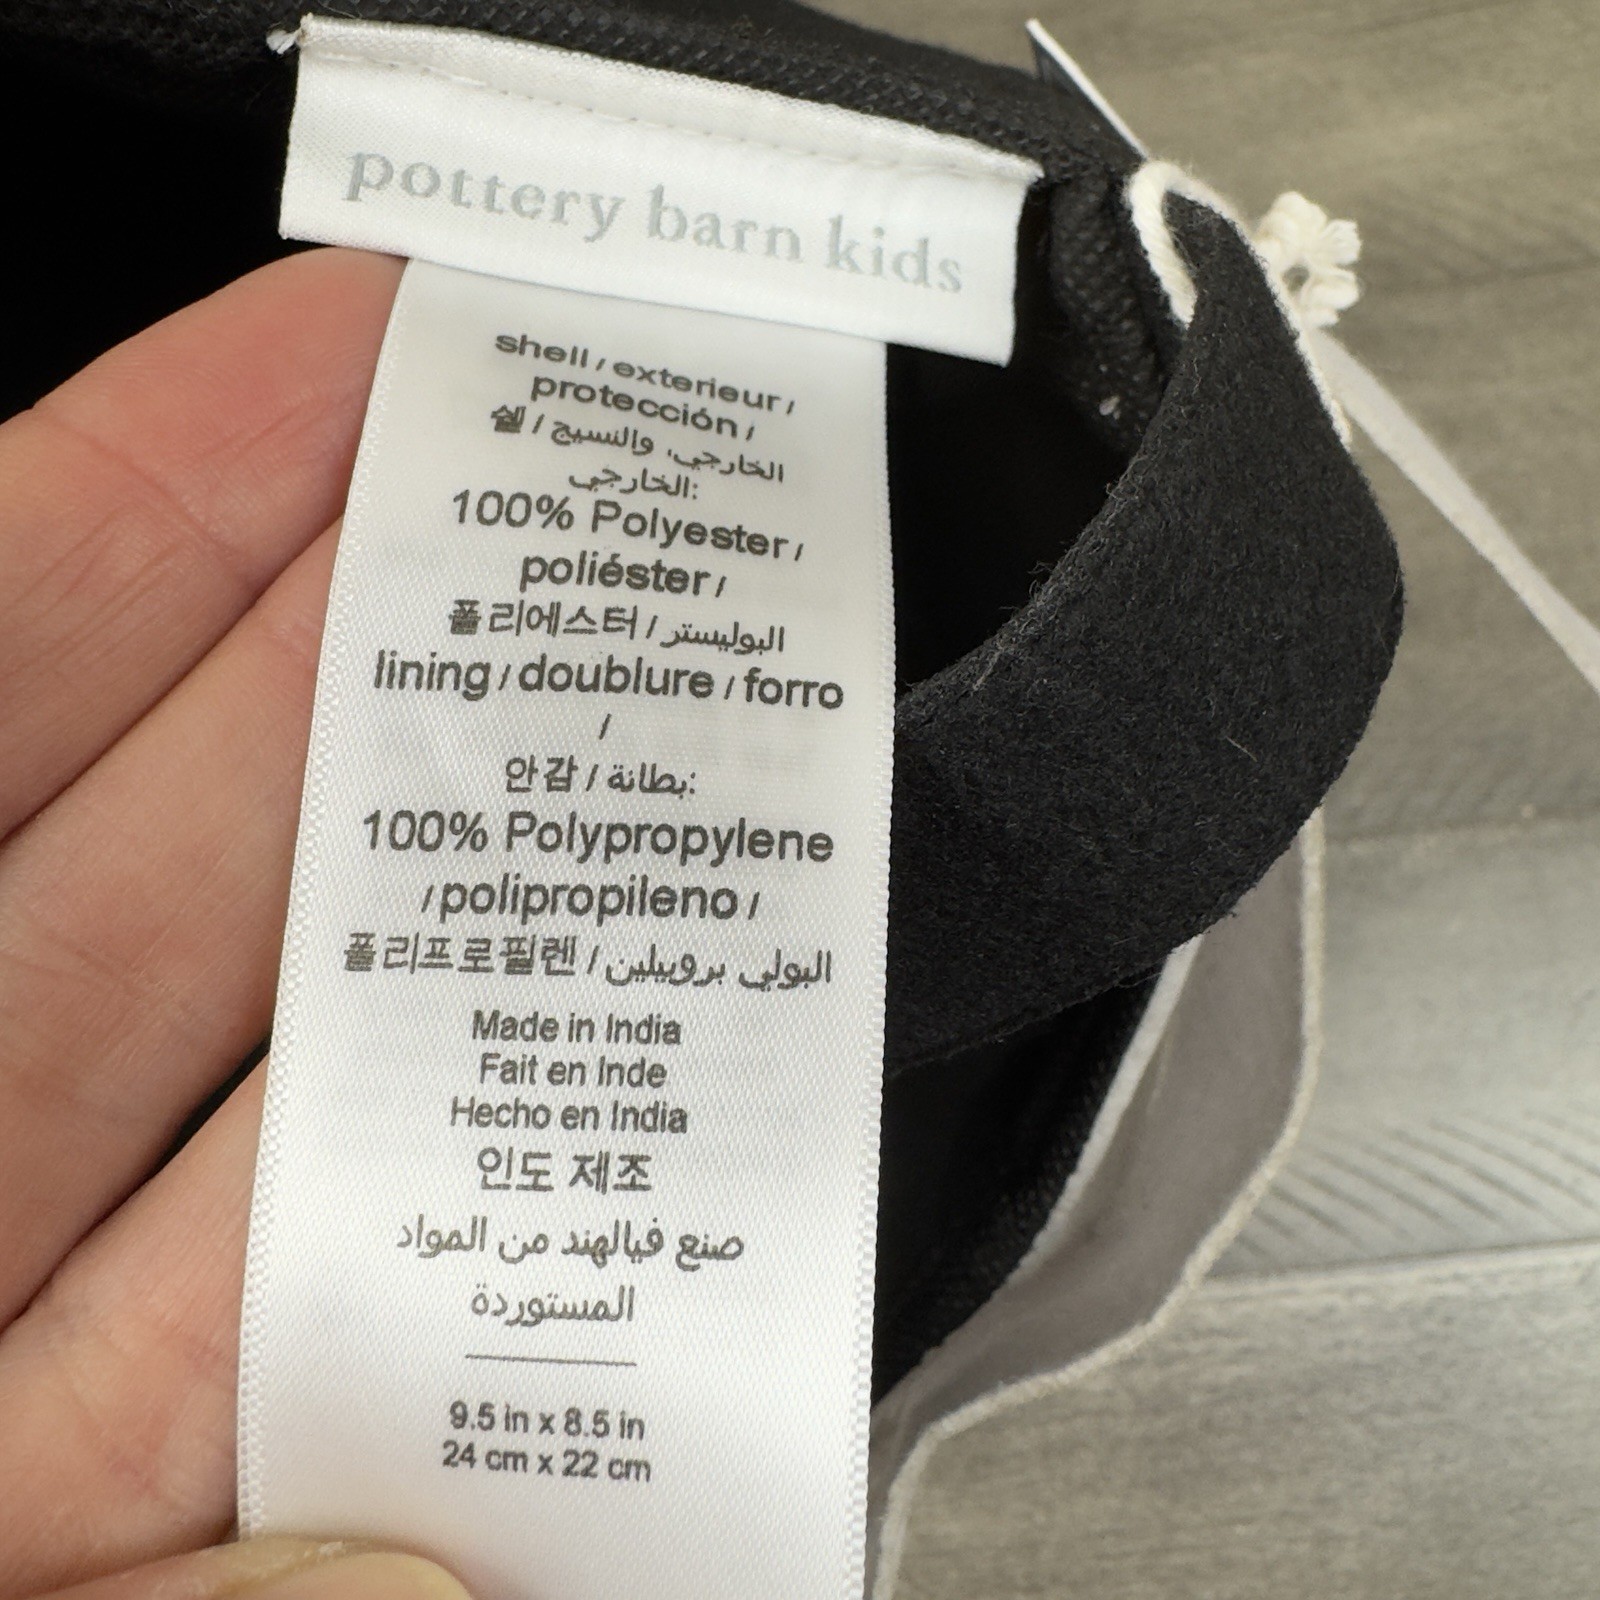 pottery barn kids
shell / exterieur /
protección /
쉘 / الخارجي، والنسيج
الخارجي:
100% Polyester /
poliéster /
폴리에스터 / البوليستر
lining / doublure / forro
/
안감 / بطانة:
100% Polypropylene
/ polipropileno /
폴리프로필렌 / البولي بروبيلين
Made in India
Fait en Inde
Hecho en India
인도 제조
صنع فيالهند من المواد
المستوردة
9.5 in x 8.5 in
24 cm x 22 cm